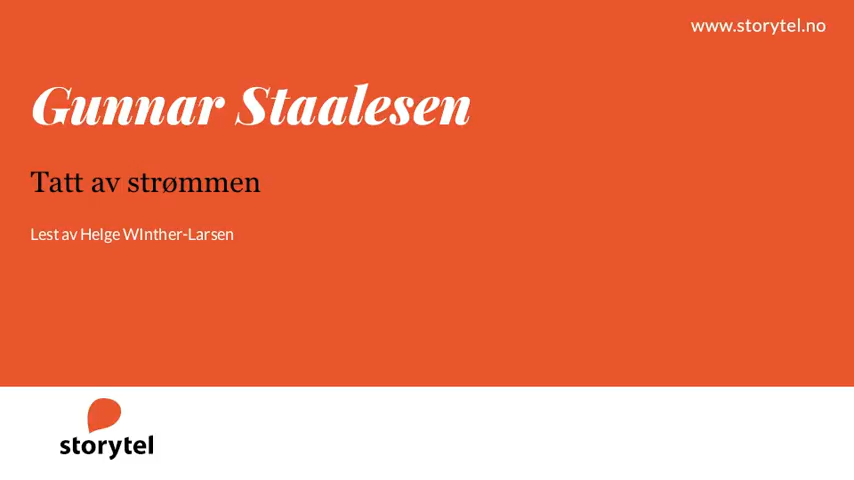 www.storytel.no
Gunnar Staalesen
Tatt av strømmen
Lest av Helge WInther-Larsen
storytel